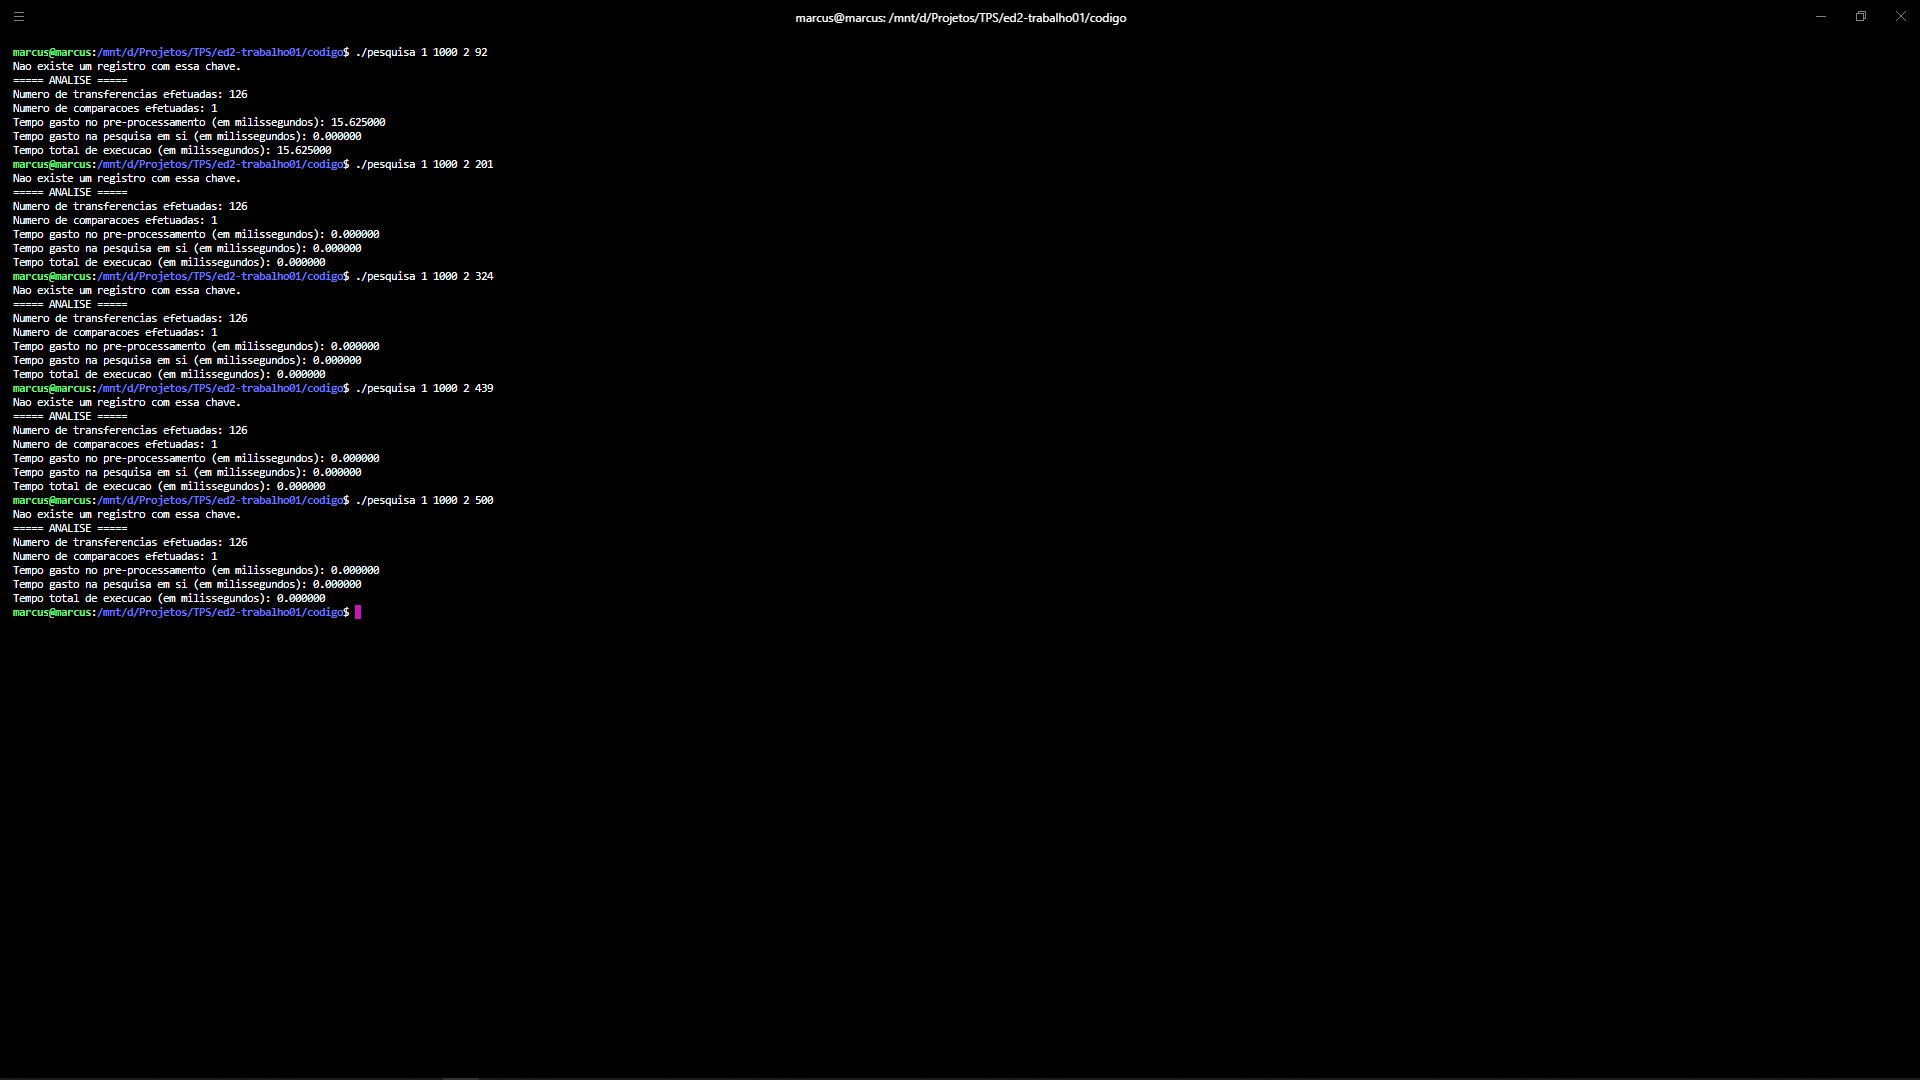 marcus@marcus: /mnt/d/Projetos/TPS/ed2-trabalho01/codigo
marcus@marcus:/mnt/d/Projetos/TPS/ed2-trabalho01/codigo$ ./pesquisa 1 1000 2 92
Nao existe um registro com essa chave.
===== ANALISE =====
Numero de transferencias efetuadas: 126
Numero de comparacoes efetuadas: 1
Tempo gasto no pre-processamento (em milissegundos): 15.625000
Tempo gasto na pesquisa em si (em milissegundos): 0.000000
Tempo total de execucao (em milissegundos): 15.625000
marcus@marcus:/mnt/d/Projetos/TPS/ed2-trabalho01/codigo$ ./pesquisa 1 1000 2 201
Nao existe um registro com essa chave.
===== ANALISE =====
Numero de transferencias efetuadas: 126
Numero de comparacoes efetuadas: 1
Tempo gasto no pre-processamento (em milissegundos): 0.000000
Tempo gasto na pesquisa em si (em milissegundos): 0.000000
Tempo total de execucao (em milissegundos): 0.000000
marcus@marcus:/mnt/d/Projetos/TPS/ed2-trabalho01/codigo$ ./pesquisa 1 1000 2 324
Nao existe um registro com essa chave.
===== ANALISE =====
Numero de transferencias efetuadas: 126
Numero de comparacoes efetuadas: 1
Tempo gasto no pre-processamento (em milissegundos): 0.000000
Tempo gasto na pesquisa em si (em milissegundos): 0.000000
Tempo total de execucao (em milissegundos): 0.000000
marcus@marcus:/mnt/d/Projetos/TPS/ed2-trabalho01/codigo$ ./pesquisa 1 1000 2 439
Nao existe um registro com essa chave.
===== ANALISE =====
Numero de transferencias efetuadas: 126
Numero de comparacoes efetuadas: 1
Tempo gasto no pre-processamento (em milissegundos): 0.000000
Tempo gasto na pesquisa em si (em milissegundos): 0.000000
Tempo total de execucao (em milissegundos): 0.000000
marcus@marcus:/mnt/d/Projetos/TPS/ed2-trabalho01/codigo$ ./pesquisa 1 1000 2 500
Nao existe um registro com essa chave.
===== ANALISE =====
Numero de transferencias efetuadas: 126
Numero de comparacoes efetuadas: 1
Tempo gasto no pre-processamento (em milissegundos): 0.000000
Tempo gasto na pesquisa em si (em milissegundos): 0.000000
Tempo total de execucao (em milissegundos): 0.000000
marcus@marcus:/mnt/d/Projetos/TPS/ed2-trabalho01/codigo$